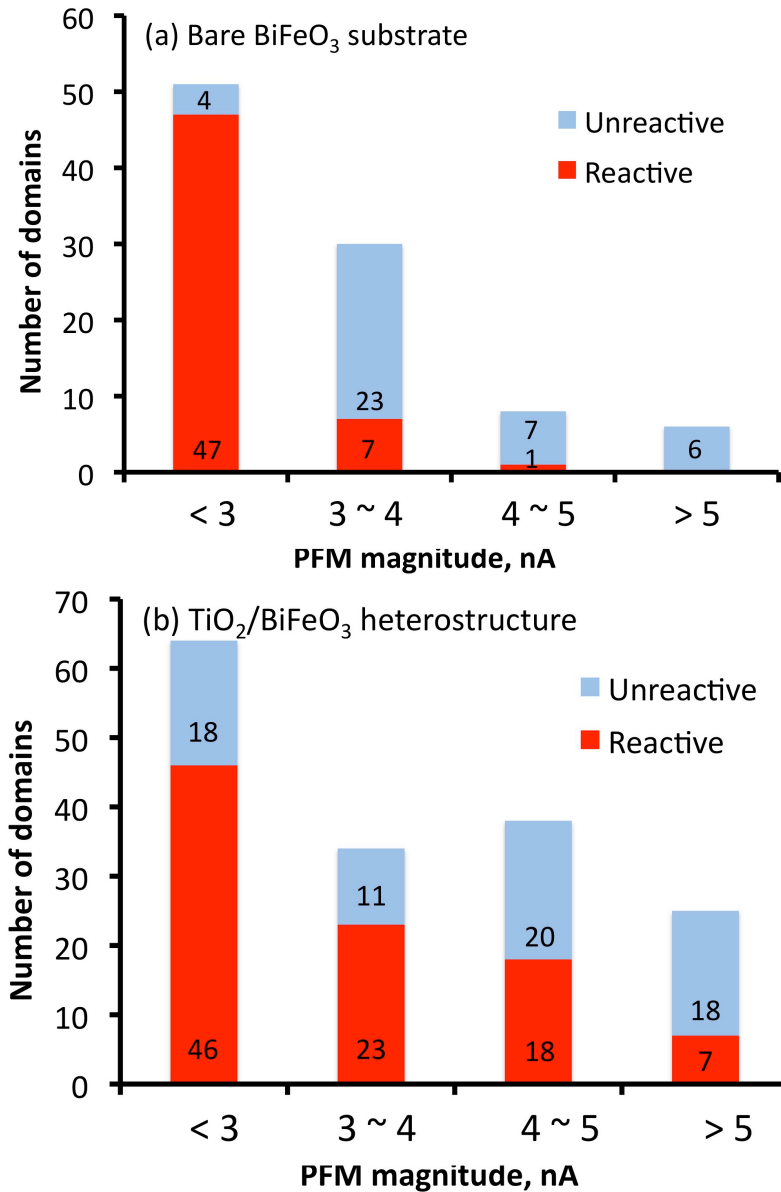 60
(a) Bare BiFeO3 substrate
50
4
Unreactive
40
Reactive
Number of domains
30
20
10
23
7
47
7
1
6
0
< 3
3 ~ 4
4 ~ 5
> 5
PFM magnitude, nA
70
(b) TiO2/BiFeO3 heterostructure
60
Unreactive
18
50
Reactive
Number of domains
40
30
11
20
20
18
10
46
23
18
7
0
< 3
3 ~ 4
4 ~ 5
> 5
PFM magnitude, nA